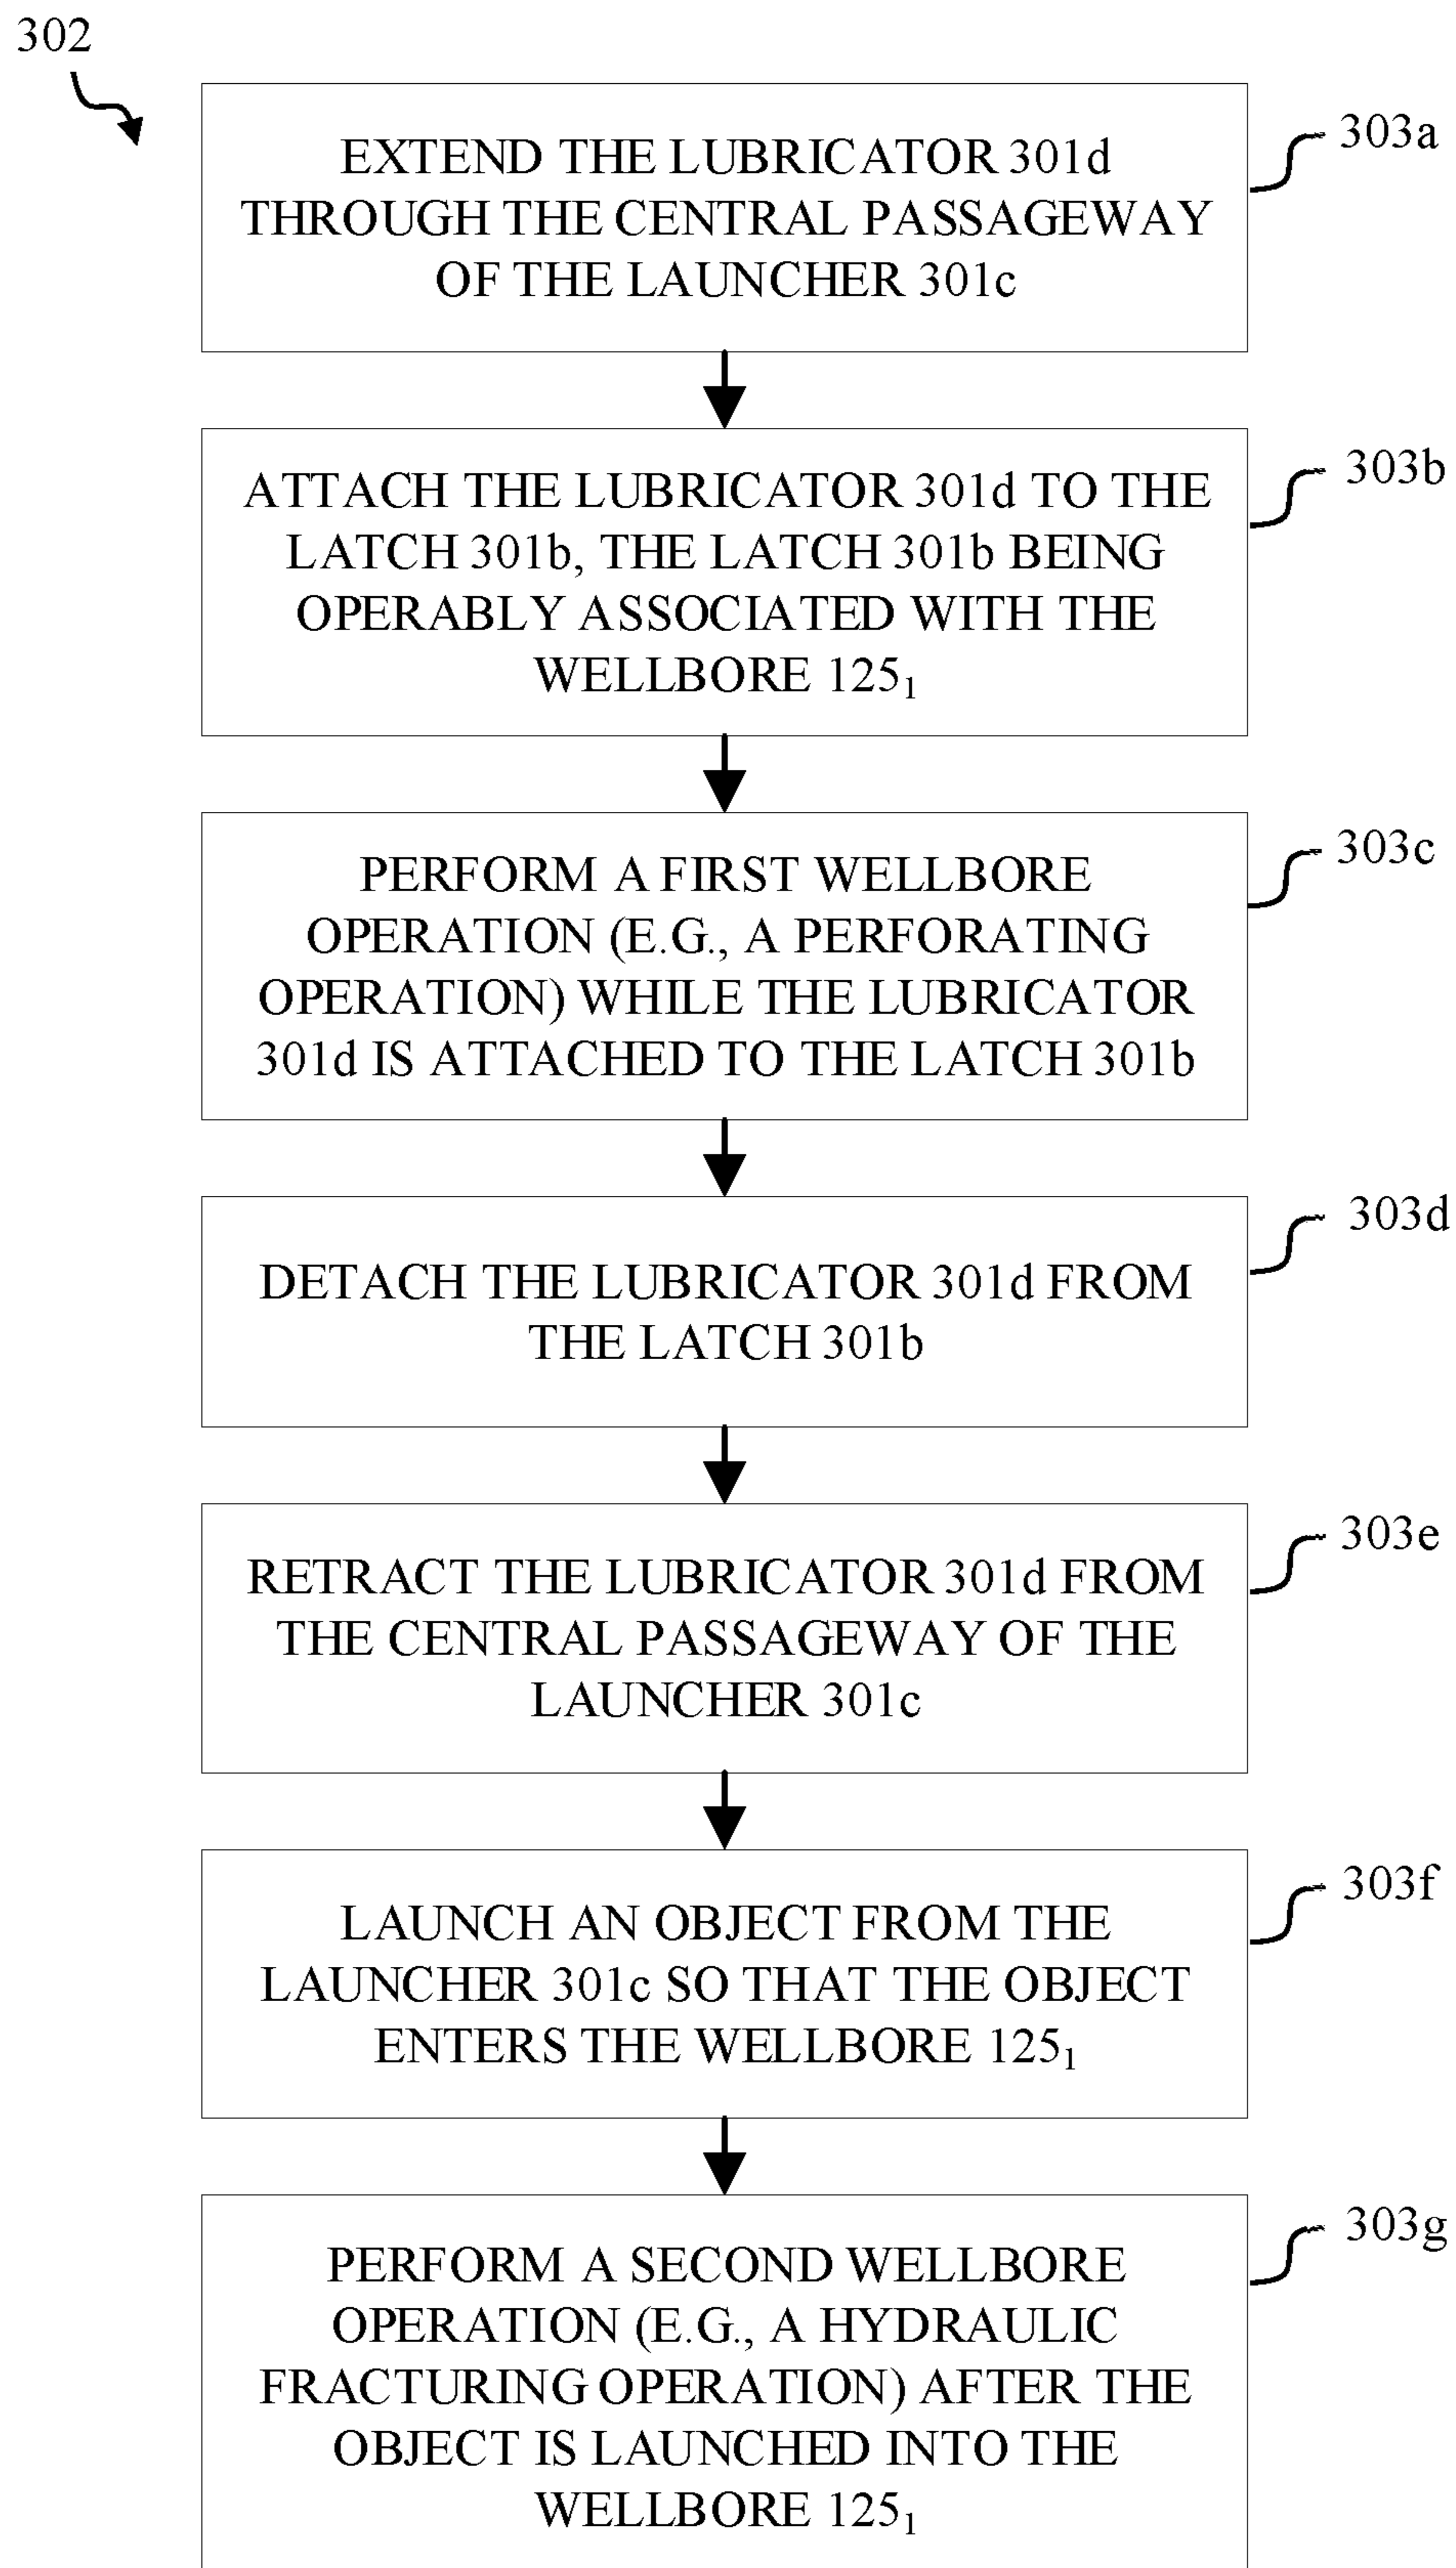 302
EXTEND THE LUBRICATOR 301d
THROUGH THE CENTRAL PASSAGEWAY
OF THE LAUNCHER 301c
303a
ATTACH THE LUBRICATOR 301d TO THE
LATCH 301b, THE LATCH 301b BEING
OPERABLY ASSOCIATED WITH THE
WELLBORE 125₁
303b
PERFORM A FIRST WELLBORE
OPERATION (E.G., A PERFORATING
OPERATION) WHILE THE LUBRICATOR
301d IS ATTACHED TO THE LATCH 301b
303c
DETACH THE LUBRICATOR 301d FROM
THE LATCH 301b
303d
RETRACT THE LUBRICATOR 301d FROM
THE CENTRAL PASSAGEWAY OF THE
LAUNCHER 301c
303e
LAUNCH AN OBJECT FROM THE
LAUNCHER 301c SO THAT THE OBJECT
ENTERS THE WELLBORE 125₁
303f
PERFORM A SECOND WELLBORE
OPERATION (E.G., A HYDRAULIC
FRACTURING OPERATION) AFTER THE
OBJECT IS LAUNCHED INTO THE
WELLBORE 125₁
303g